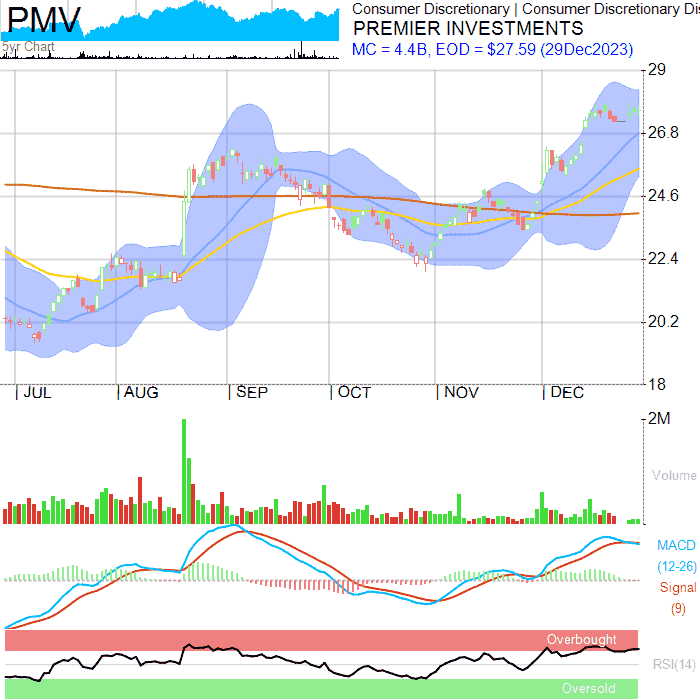 PMV
5yr Chart
Consumer Discretionary | Consumer Discretionary Dis
PREMIER INVESTMENTS
MC = 4.4B, EOD = $27.59 (29Dec2023)
29
26.8
24.6
22.4
20.2
18
|JUL |AUG |SEP |OCT |NOV |DEC
2M
Volume
MACD
(12-26)
Signal
(9)
Overbought
RSI(14)
Oversold